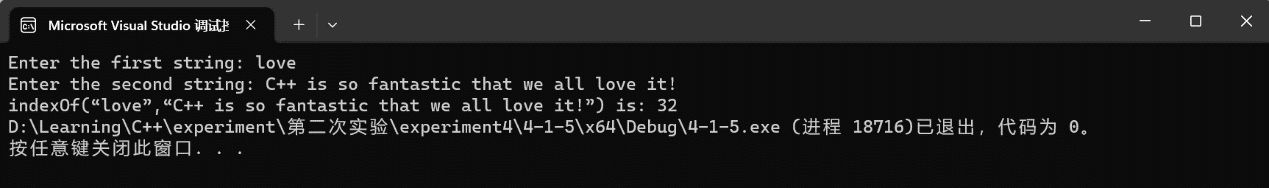 Microsoft Visual Studio 调试
Enter the first string: love
Enter the second string: C++ is so fantastic that we all love it!
indexOf(“love”,“C++ is so fantastic that we all love it!”) is: 32
D:\Learning\C++\experiment\第二次实验\experiment4\4-1-5\x64\Debug\4-1-5.exe (进程 18716)已退出，代码为 0。
按任意键关闭此窗口. . .